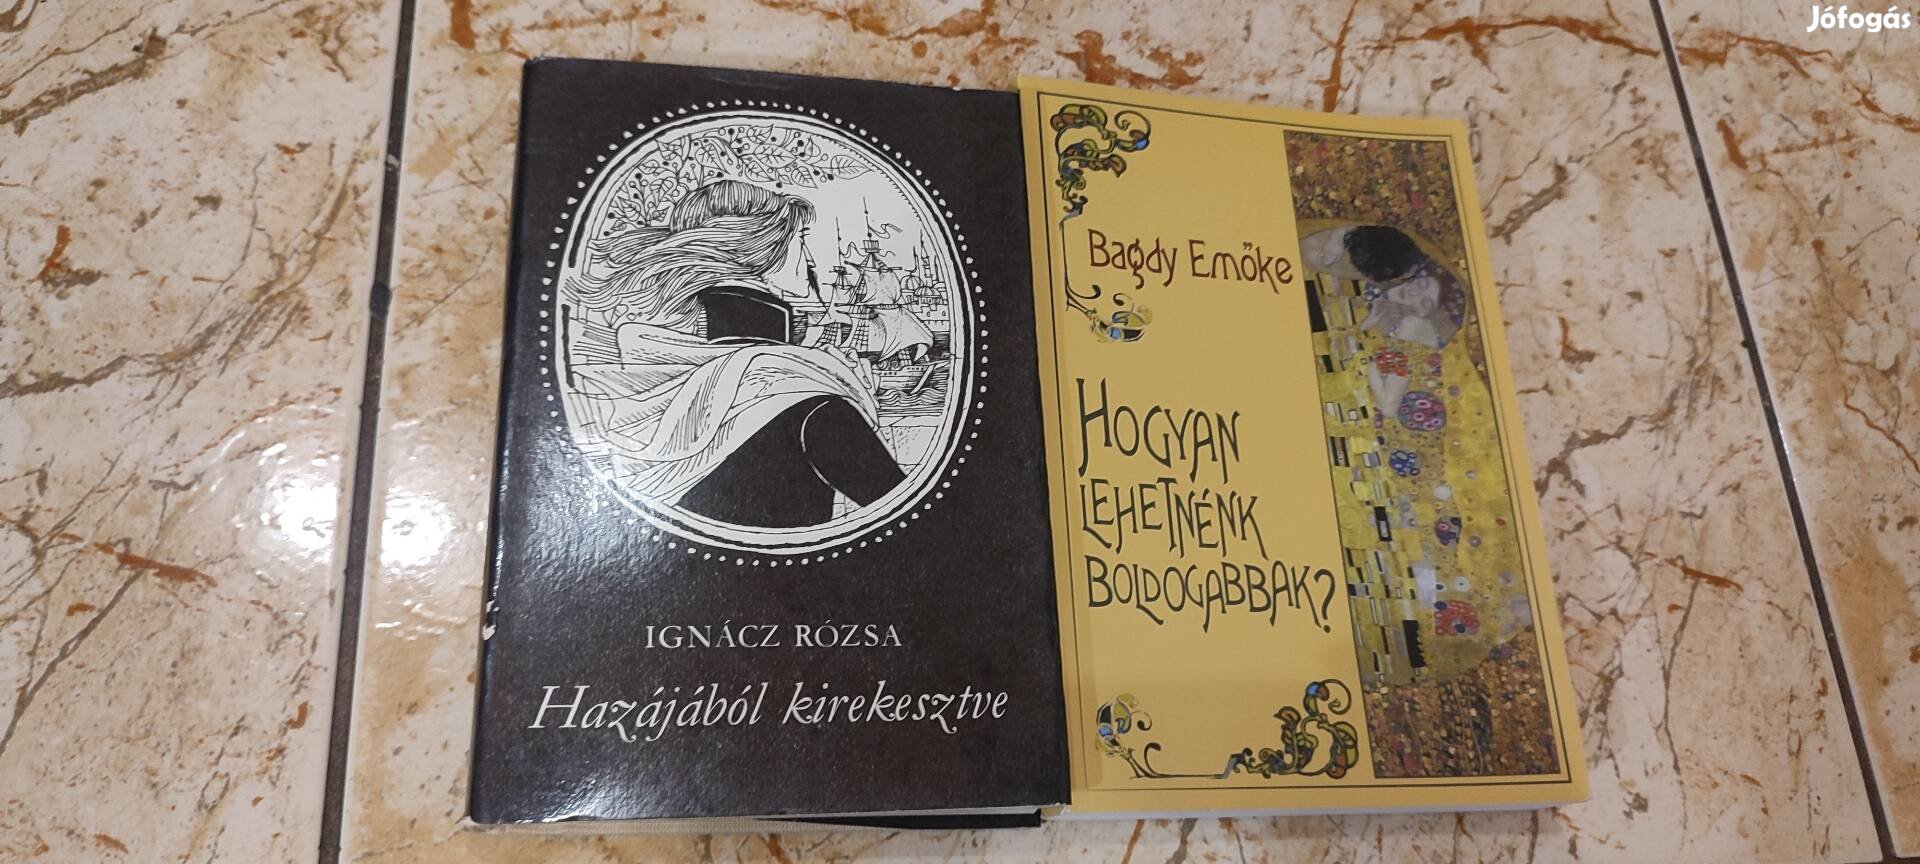 Jófogás
IGNÁCZ RÓZSA
Hazájából kirekesztve
Bagdy Emőke
HOGYAN
LEHETNÉNK
BOLDOGABBAK?